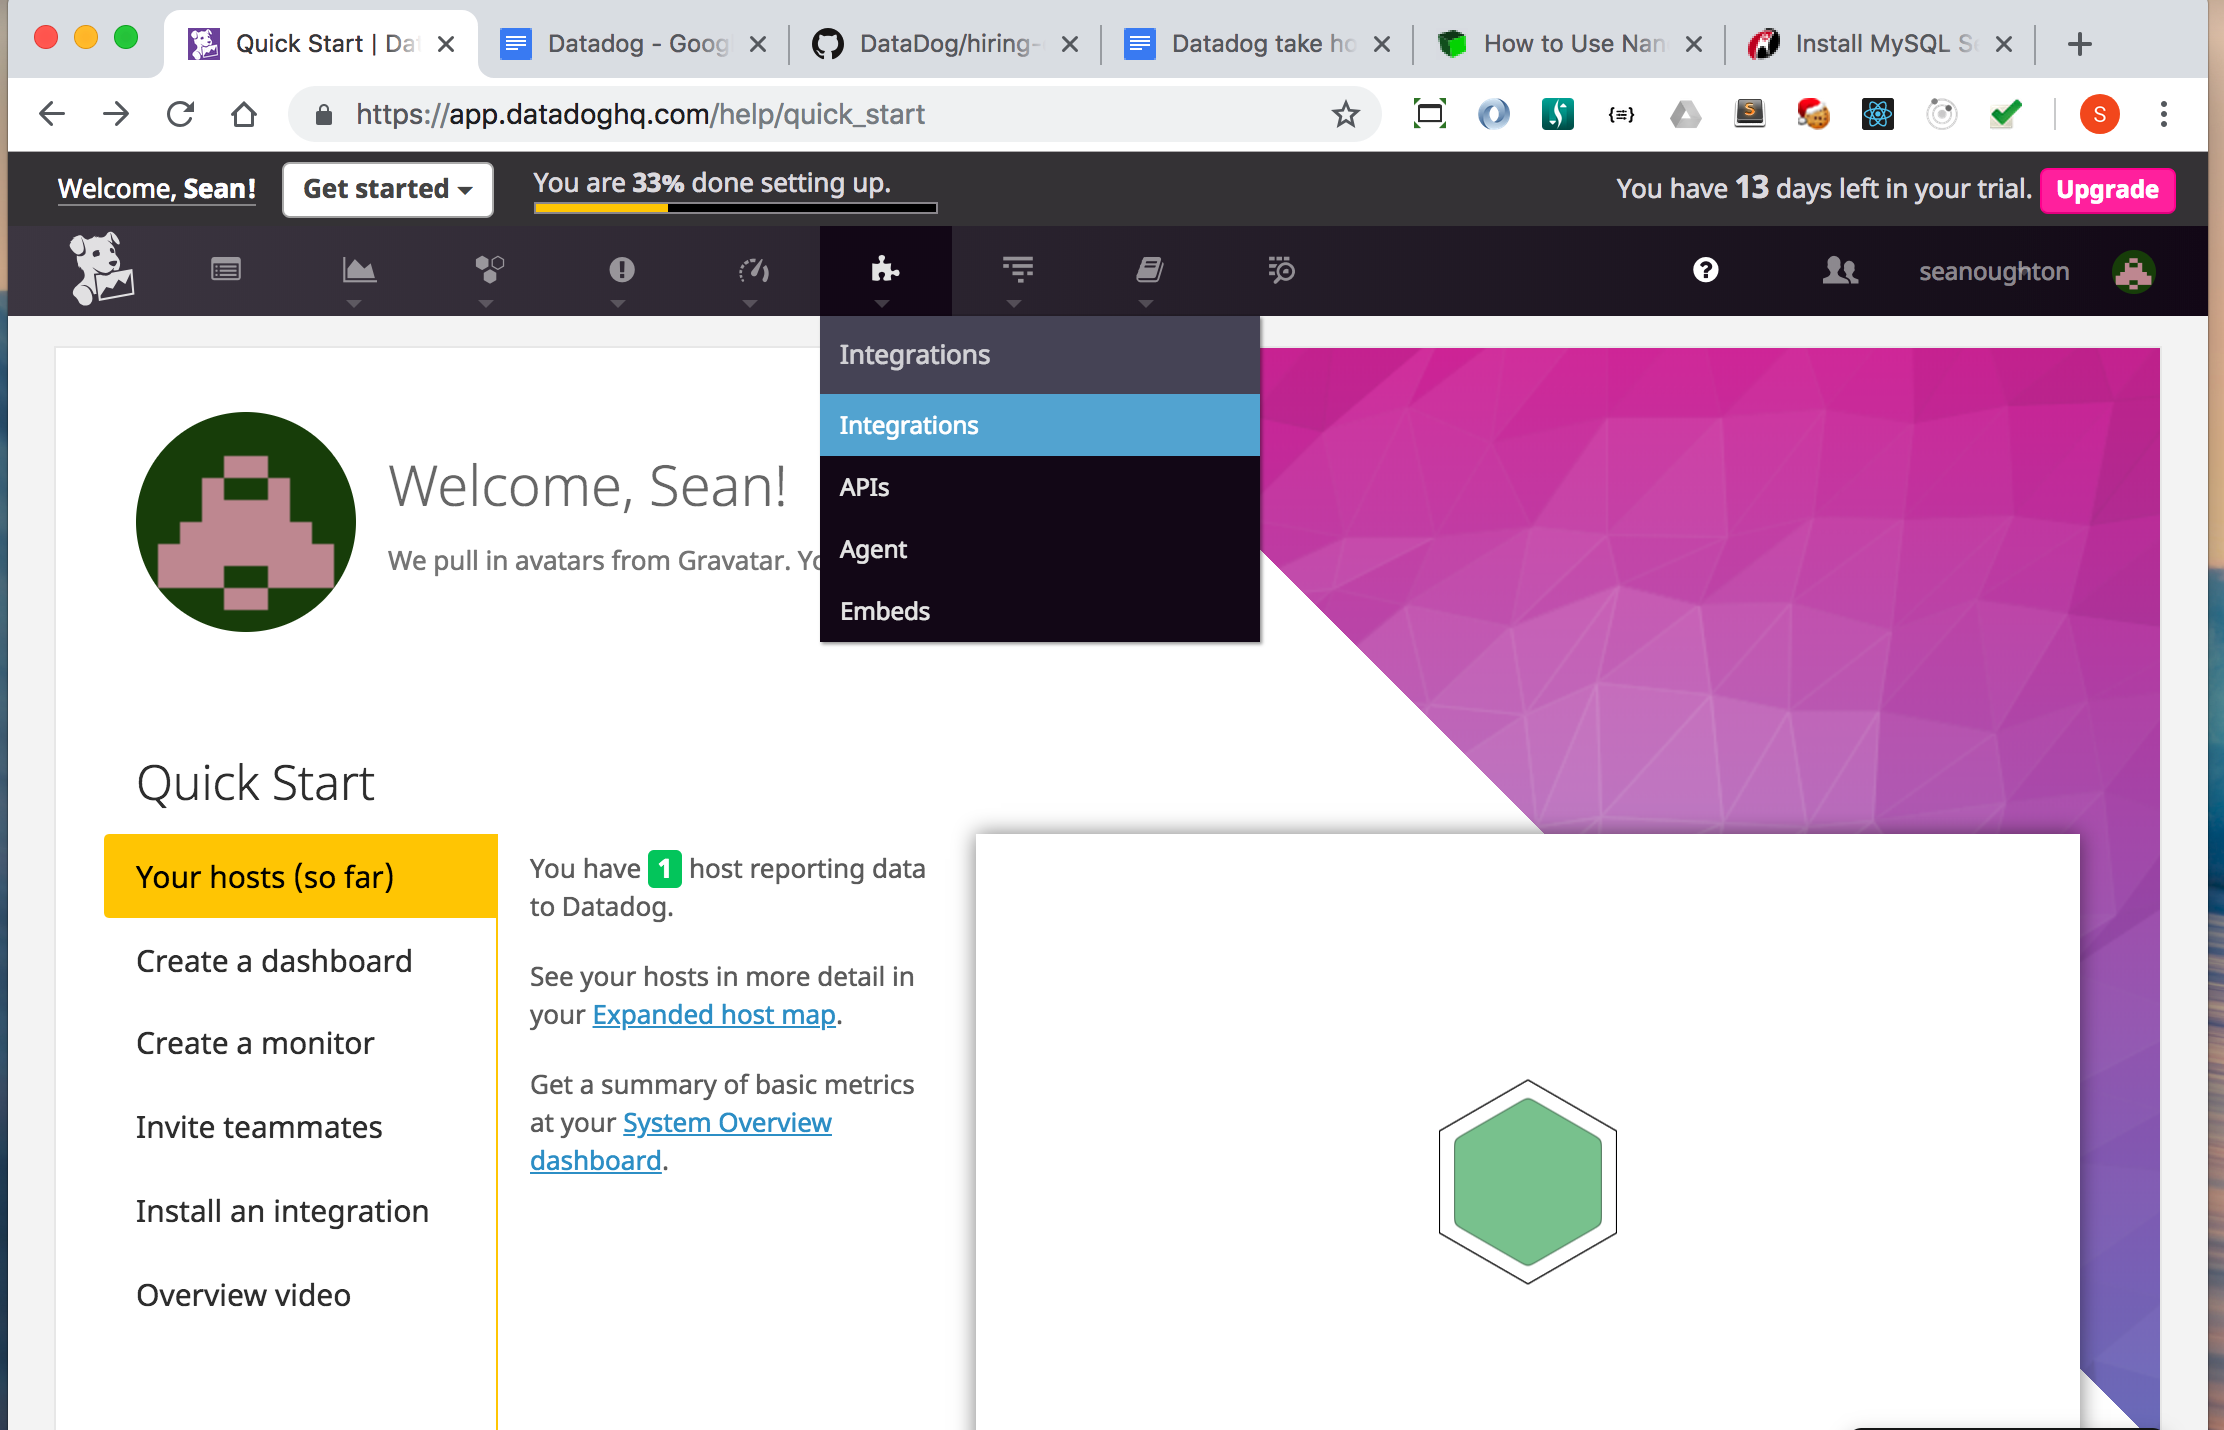 Quick Start | Da
Datadog - Goog
DataDog/hiring-
Datadog take ho
How to Use Nan
Install MySQL Se
https://app.datadoghq.com/help/quick_start
S
Welcome, Sean!
Get started
You are 33% done setting up.
You have 13 days left in your trial.
Upgrade
seanoughton
Integrations
Integrations
APIs
Agent
Embeds
Welcome, Sean!
We pull in avatars from Gravatar. Yo
Quick Start
Your hosts (so far)
Create a dashboard
Create a monitor
Invite teammates
Install an integration
Overview video
You have 1 host reporting data
to Datadog.
See your hosts in more detail in
your Expanded host map.
Get a summary of basic metrics
at your System Overview
dashboard.